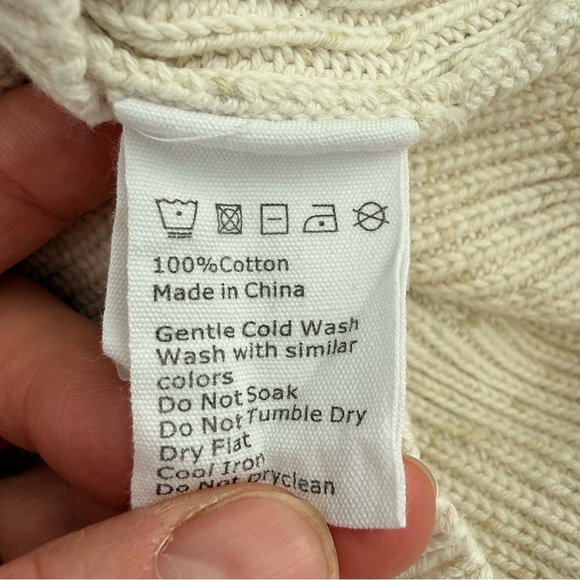 100%Cotton
Made in China
Gentle Cold Wash
Wash with similar
colors
Do Not Soak
Do Not Tumble Dry
Dry Flat
Cool Iron
Do Not Dryclean